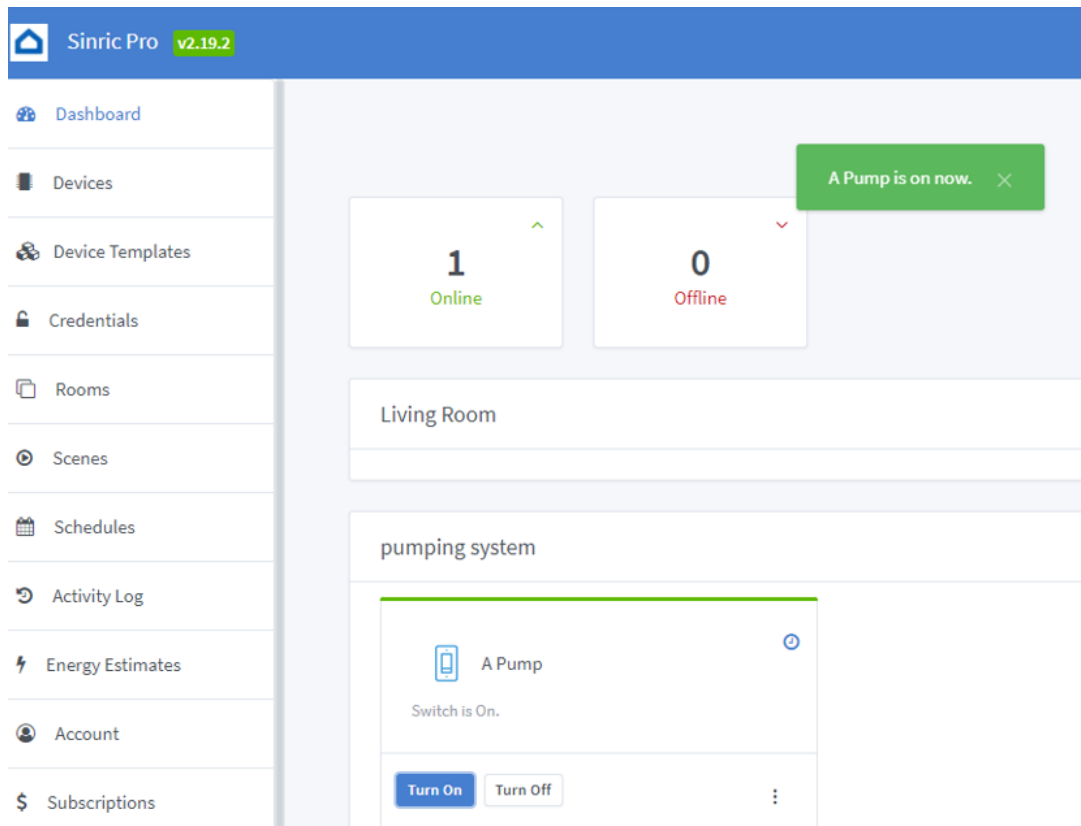 Sinric Pro v2.19.2
Dashboard
Devices
Device Templates
Credentials
Rooms
Scenes
Schedules
Activity Log
Energy Estimates
Account
$ Subscriptions
A Pump is on now.
1
Online
0
Offline
Living Room
pumping system
A Pump
Switch is On.
Turn On Turn Off